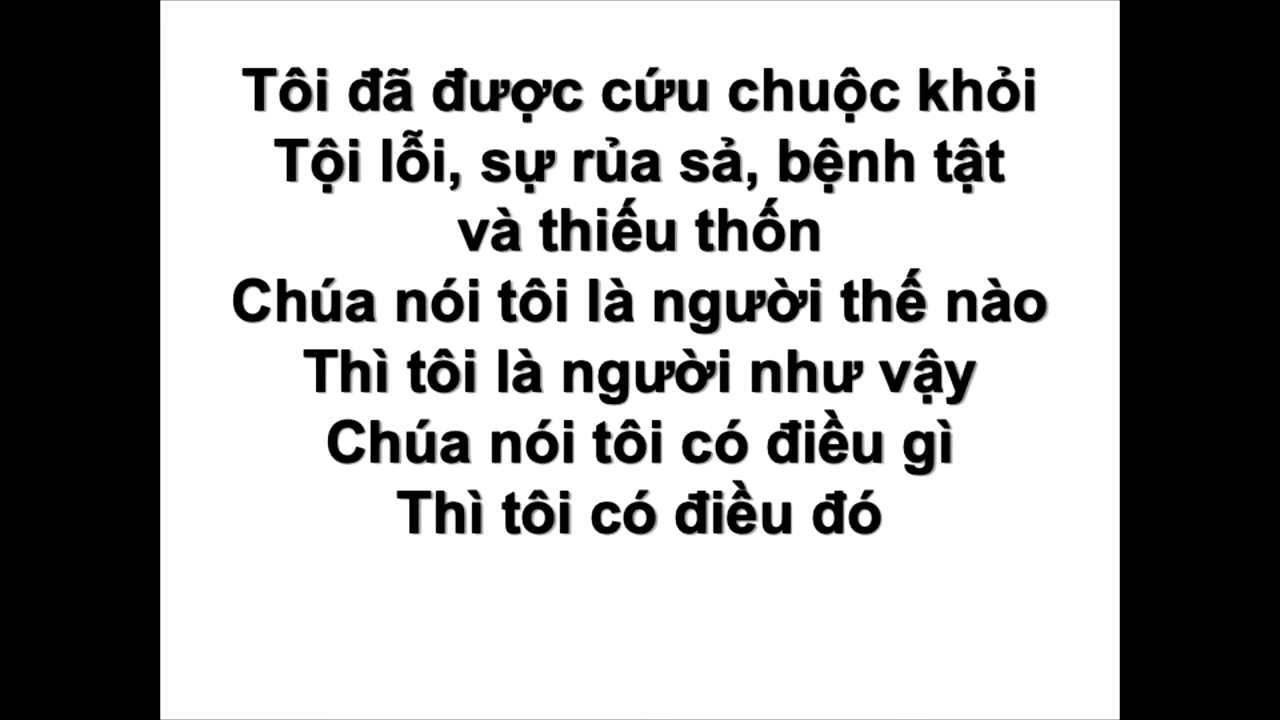 Tôi đã được cứu chuộc khỏi
Tội lỗi, sự rủa sả, bệnh tật
và thiếu thốn
Chúa nói tôi là người thế nào
Thì tôi là người như vậy
Chúa nói tôi có điều gì
Thì tôi có điều đó